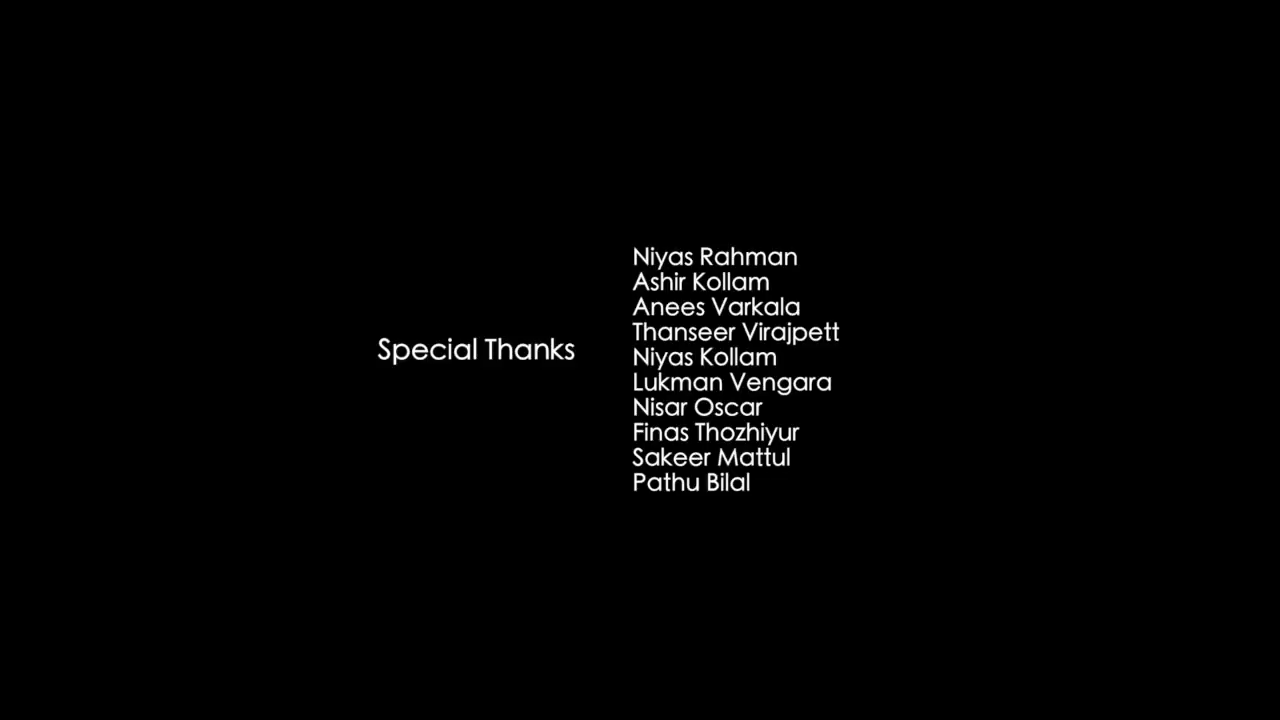 Special Thanks
Niyas Rahman
Ashir Kollam
Anees Varkala
Thanseer Virajpett
Niyas Kollam
Lukman Vengara
Nisar Oscar
Finas Thozhiyur
Sakeer Mattul
Pathu Bilal